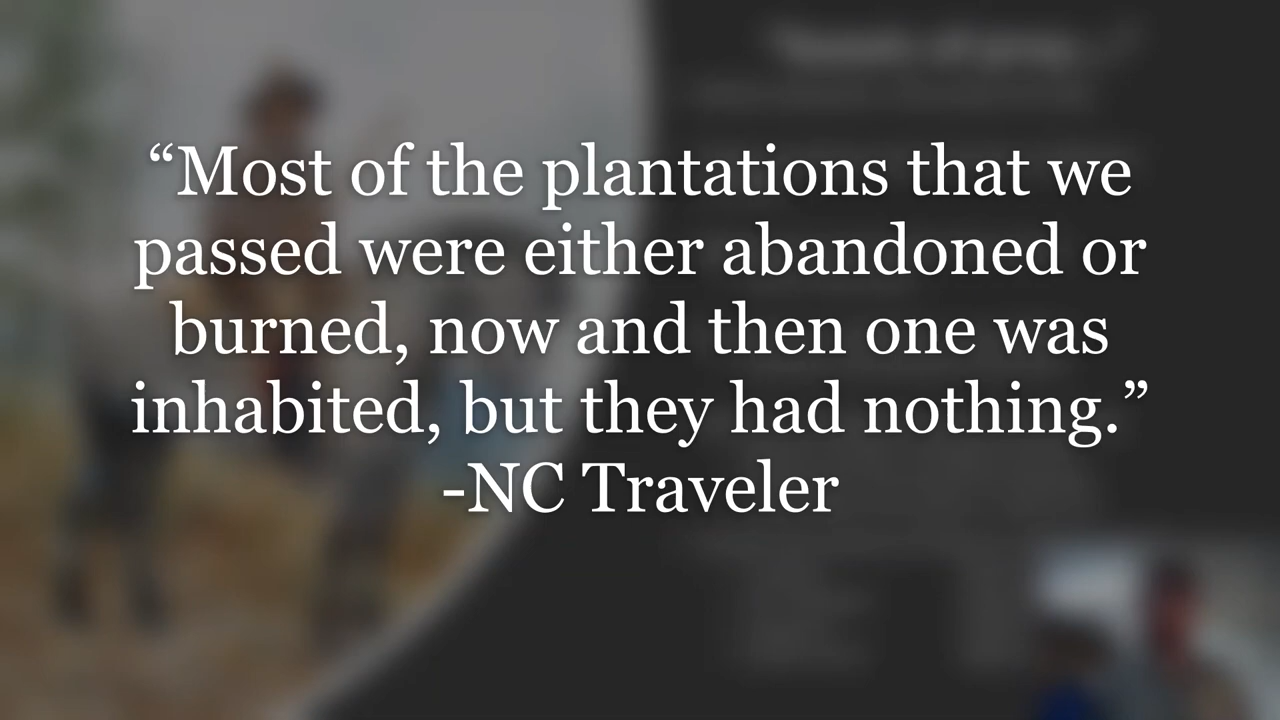 “Most of the plantations that we
passed were either abandoned or
burned, now and then one was
inhabited, but they had nothing.”
-NC Traveler